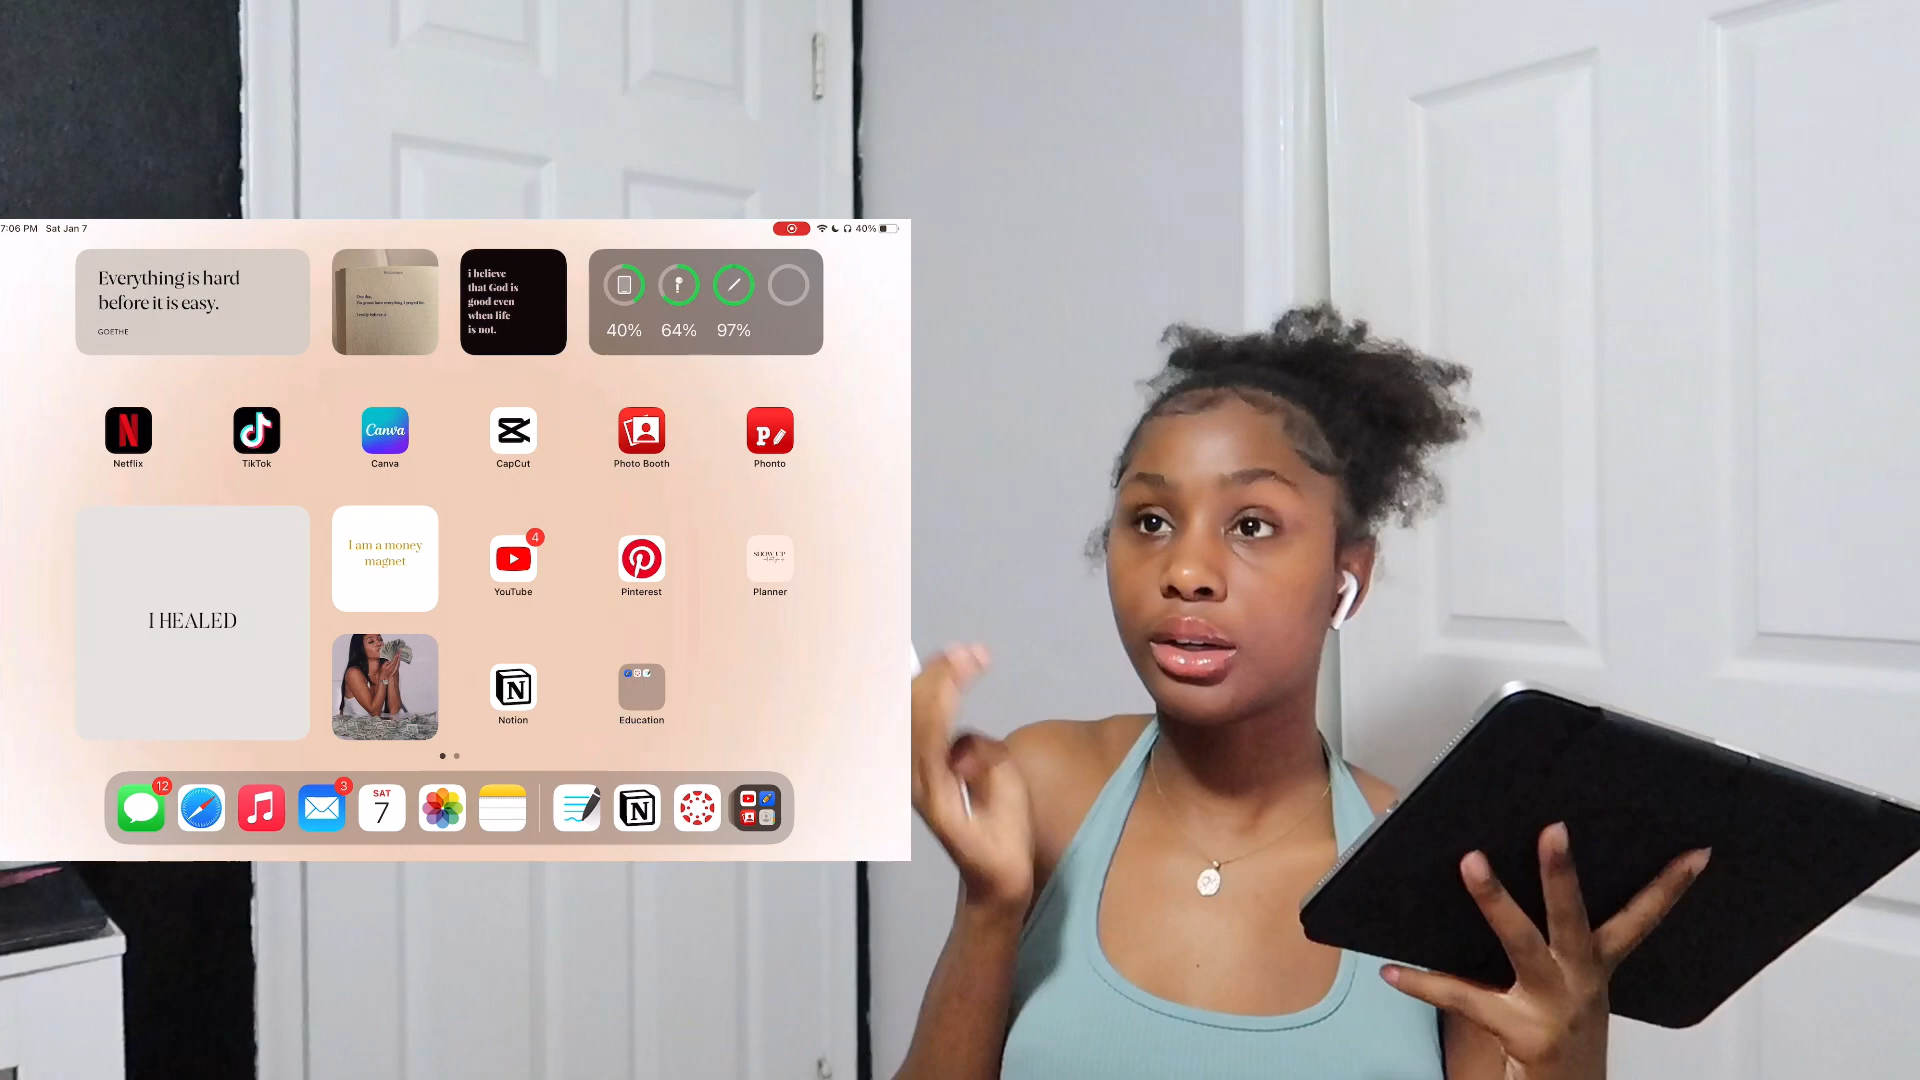 7:06 PM Sat Jan 7
40%
Everything is hard
before it is easy.
GOETHE
i believe
that God is
good even
when life
is not.
40% 64% 97%
N
Canva
P
Netflix TikTok Canva CapCut Photo Booth Phonto
I HEALED
I am a money
magnet
4
SHOW UP
YouTube Pinterest Planner
N
Notion Education
12
3
SAT
7
N